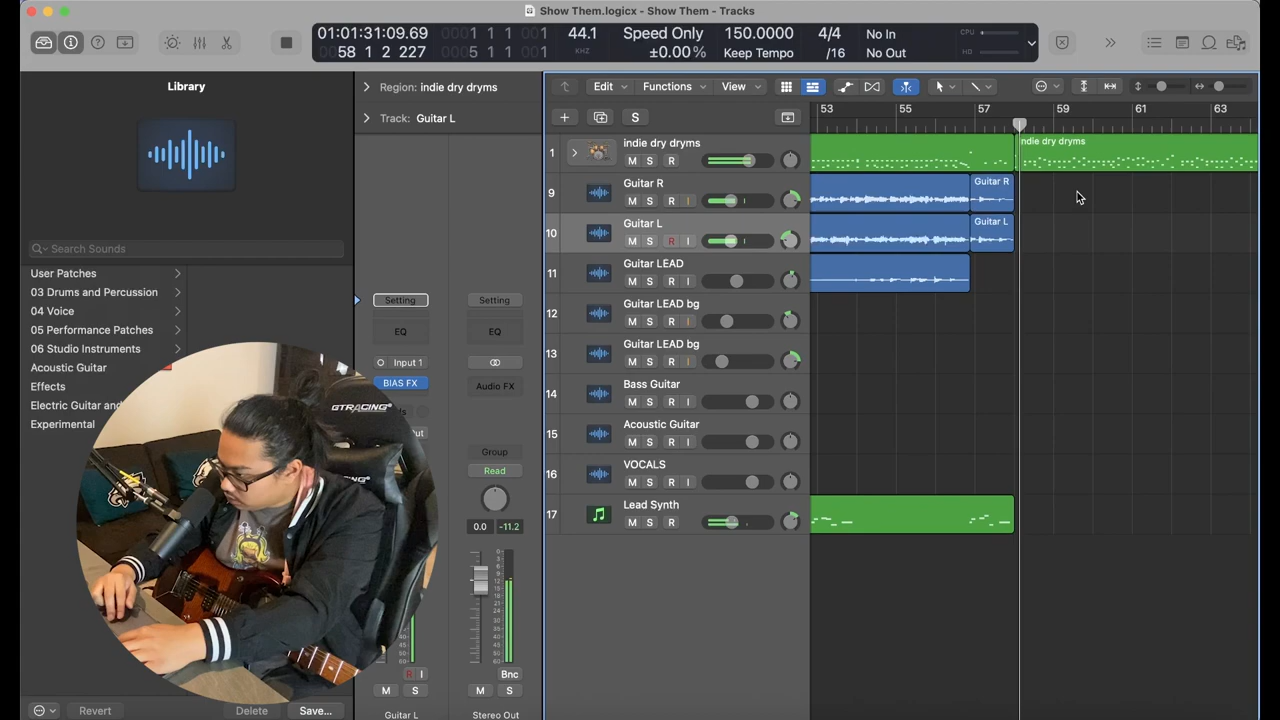 Show Them.logicx - Show Them - Tracks
01:01:31:09.69
58 1 2 227
0001 1 1 001
0005 1 1 001
44.1
KHZ
Speed Only
±0.00%
150.0000
Keep Tempo
4/4
/16
No In
No Out
CPU
HD
Library
Search Sounds
User Patches
03 Drums and Percussion
04 Voice
05 Performance Patches
06 Studio Instruments
Acoustic Guitar
Effects
Electric Guitar and
Experimental
Revert
Delete
Save...
GTRACING
Region: indie dry dryms
Track: Guitar L
Setting
Setting
EQ
EQ
Input 1
BIAS FX
Audio FX
Group
Read
0.0
-11.2
R I
Bnc
M S
M S
Guitar L
Stereo Out
Edit
Functions
View
S
53
55
57
59
61
63
1
indie dry dryms
M S R
indie dry dryms
9
Guitar R
M S R I
Guitar R
10
Guitar L
M S R I
Guitar L
11
Guitar LEAD
M S R I
12
Guitar LEAD bg
M S R I
13
Guitar LEAD bg
M S R I
14
Bass Guitar
M S R I
15
Acoustic Guitar
M S R I
16
VOCALS
M S R I
17
Lead Synth
M S R